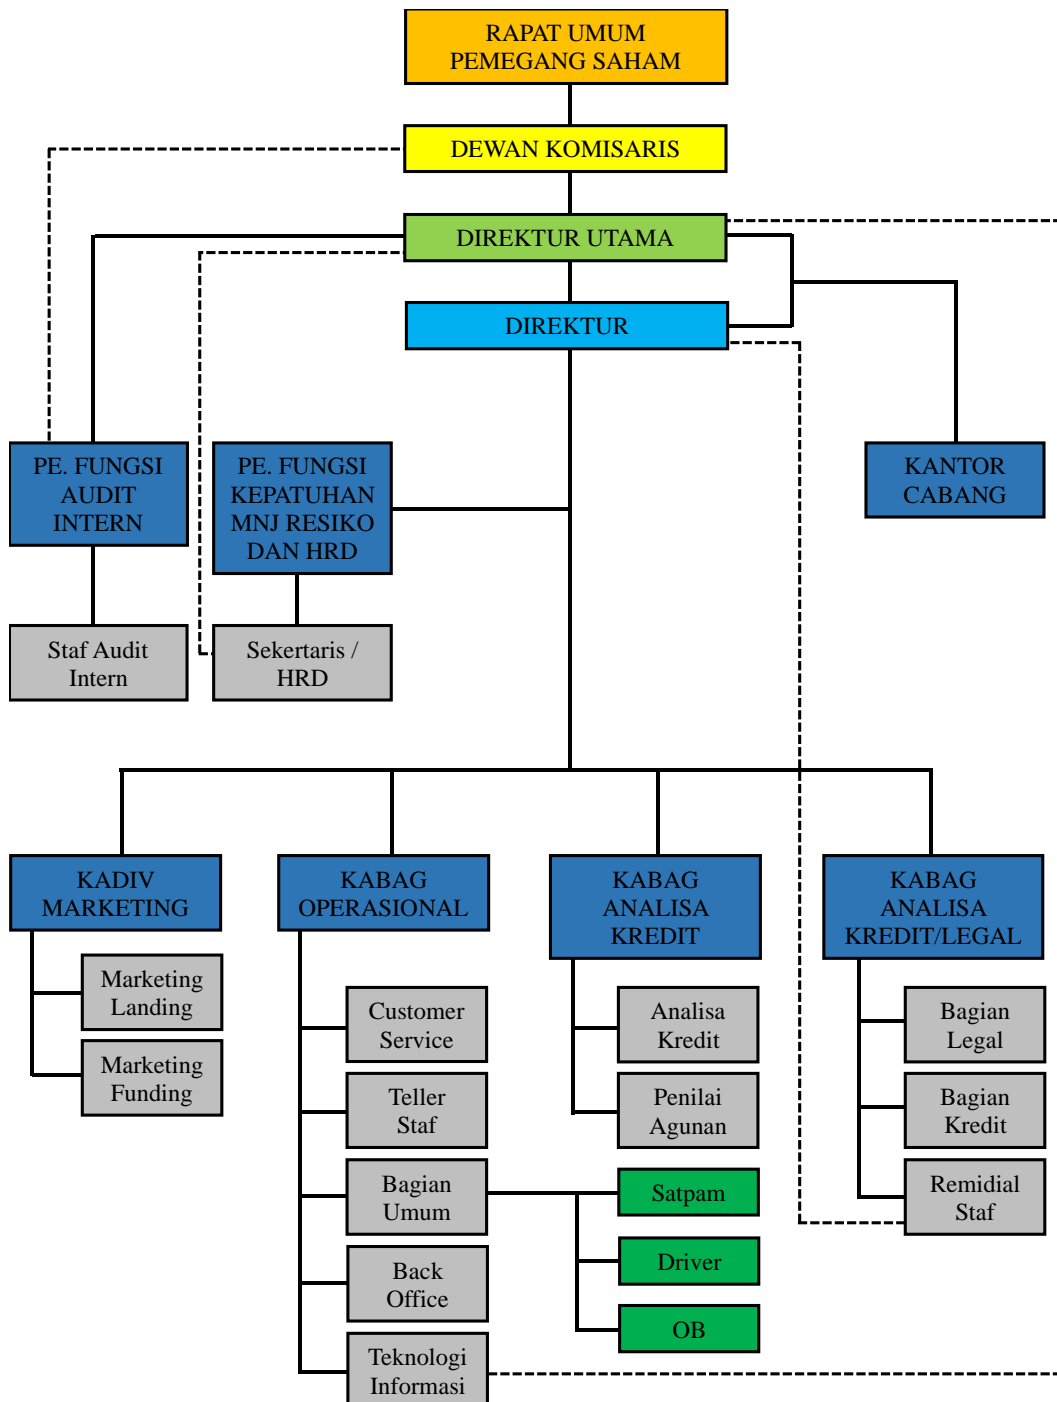 RAPAT UMUM
PEMEGANG SAHAM
DEWAN KOMISARIS
DIREKTUR UTAMA
DIREKTUR
PE. FUNGSI
AUDIT
INTERN
PE. FUNGSI
KEPATUHAN
MNJ RESIKO
DAN HRD
KANTOR
CABANG
Staf Audit
Intern
Sekertaris /
HRD
KADIV
MARKETING
KABAG
OPERASIONAL
KABAG
ANALISA
KREDIT
KABAG
ANALISA
KREDIT/LEGAL
Marketing
Landing
Marketing
Funding
Customer
Service
Teller
Staf
Bagian
Umum
Back
Office
Teknologi
Informasi
Analisa
Kredit
Penilai
Agunan
Satpam
Driver
OB
Bagian
Legal
Bagian
Kredit
Remidial
Staf